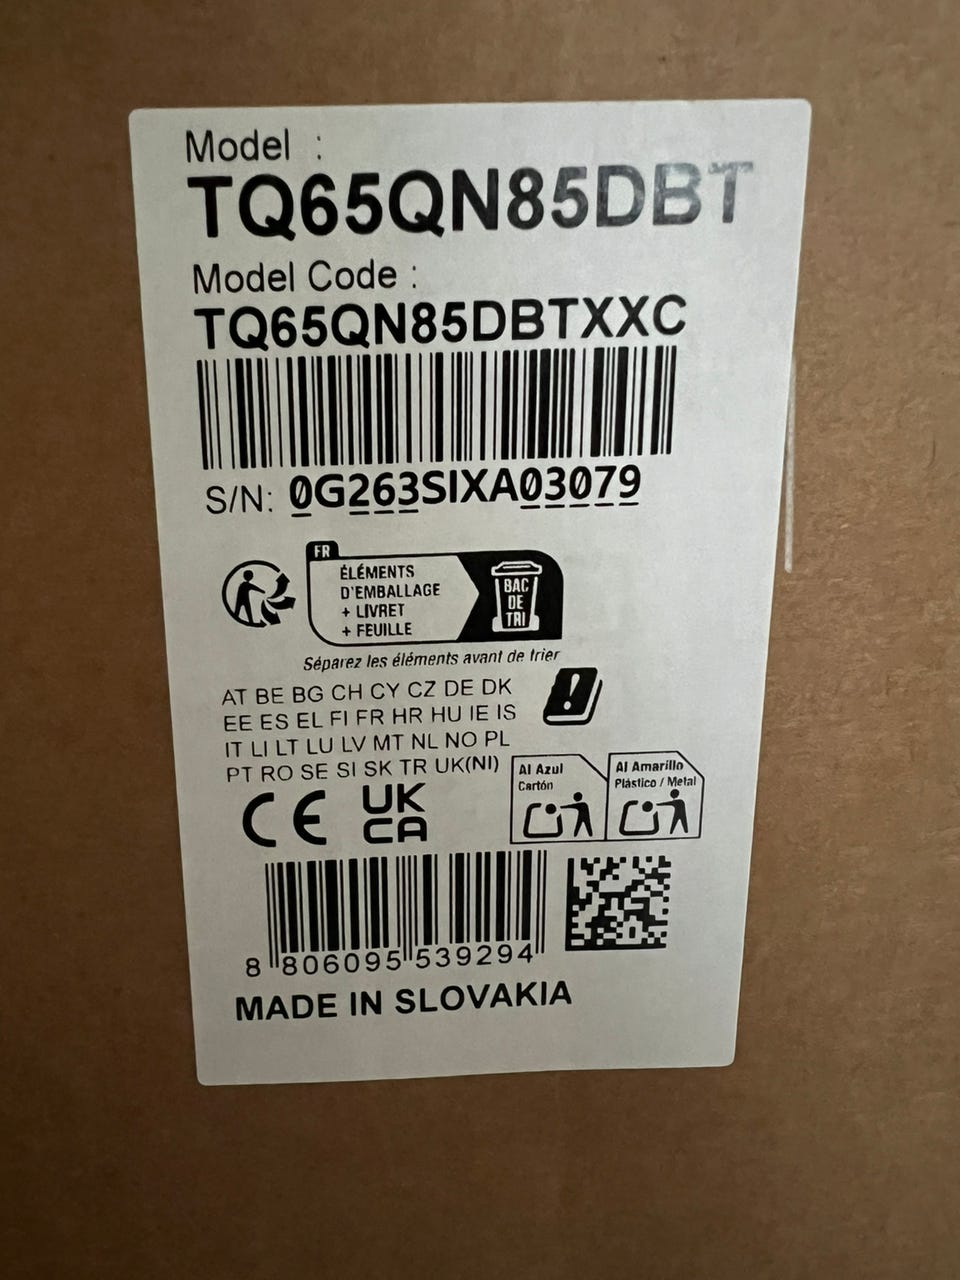 Model :
TQ65QN85DBT
Model Code :
TQ65QN85DBTXXC
S/N: 0G263SIXA03079
FR
ÉLÉMENTS
D'EMBALLAGE
+ LIVRET
+ FEUILLE
BAC
DE
TRI
Séparez les éléments avant de trier
AT BE BG CH CY CZ DE DK
EE ES EL FI FR HR HU IE IS
IT LI LT LU LV MT NL NO PL
PT RO SE SI SK TR UK(NI)
Al Azul
Cartón
Al Amarillo
Plástico / Metal
CE
UK
CA
8 806095 539294
MADE IN SLOVAKIA